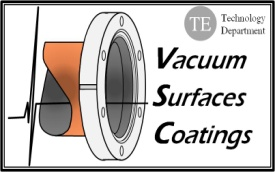 TE Technology
Department
Vacuum
Surfaces
Coatings